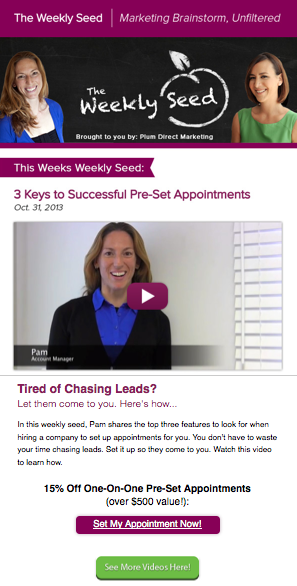 The Weekly Seed | Marketing Brainstorm, Unfiltered
The
Weekly Seed
Brought to you by: Plum Direct Marketing
This Weeks Weekly Seed:
3 Keys to Successful Pre-Set Appointments
Oct. 31, 2013
Pam
Account Manager
Tired of Chasing Leads?
Let them come to you. Here's how...
In this weekly seed, Pam shares the top three features to look for when
hiring a company to set up appointments for you. You don't have to waste
your time chasing leads. Set it up so they come to you. Watch this video
to learn how.
15% Off One-On-One Pre-Set Appointments
(over $500 value!):
Set My Appointment Now!
See More Videos Here!